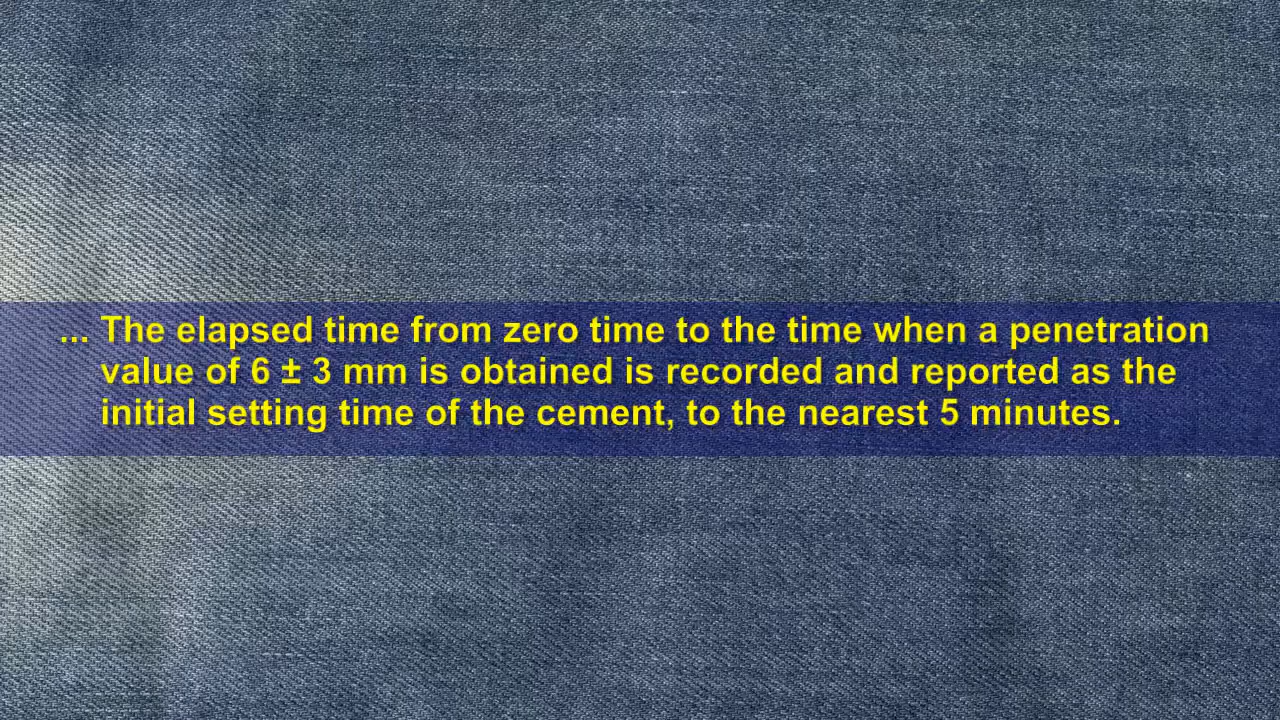 ... The elapsed time from zero time to the time when a penetration
value of 6 ± 3 mm is obtained is recorded and reported as the
initial setting time of the cement, to the nearest 5 minutes.